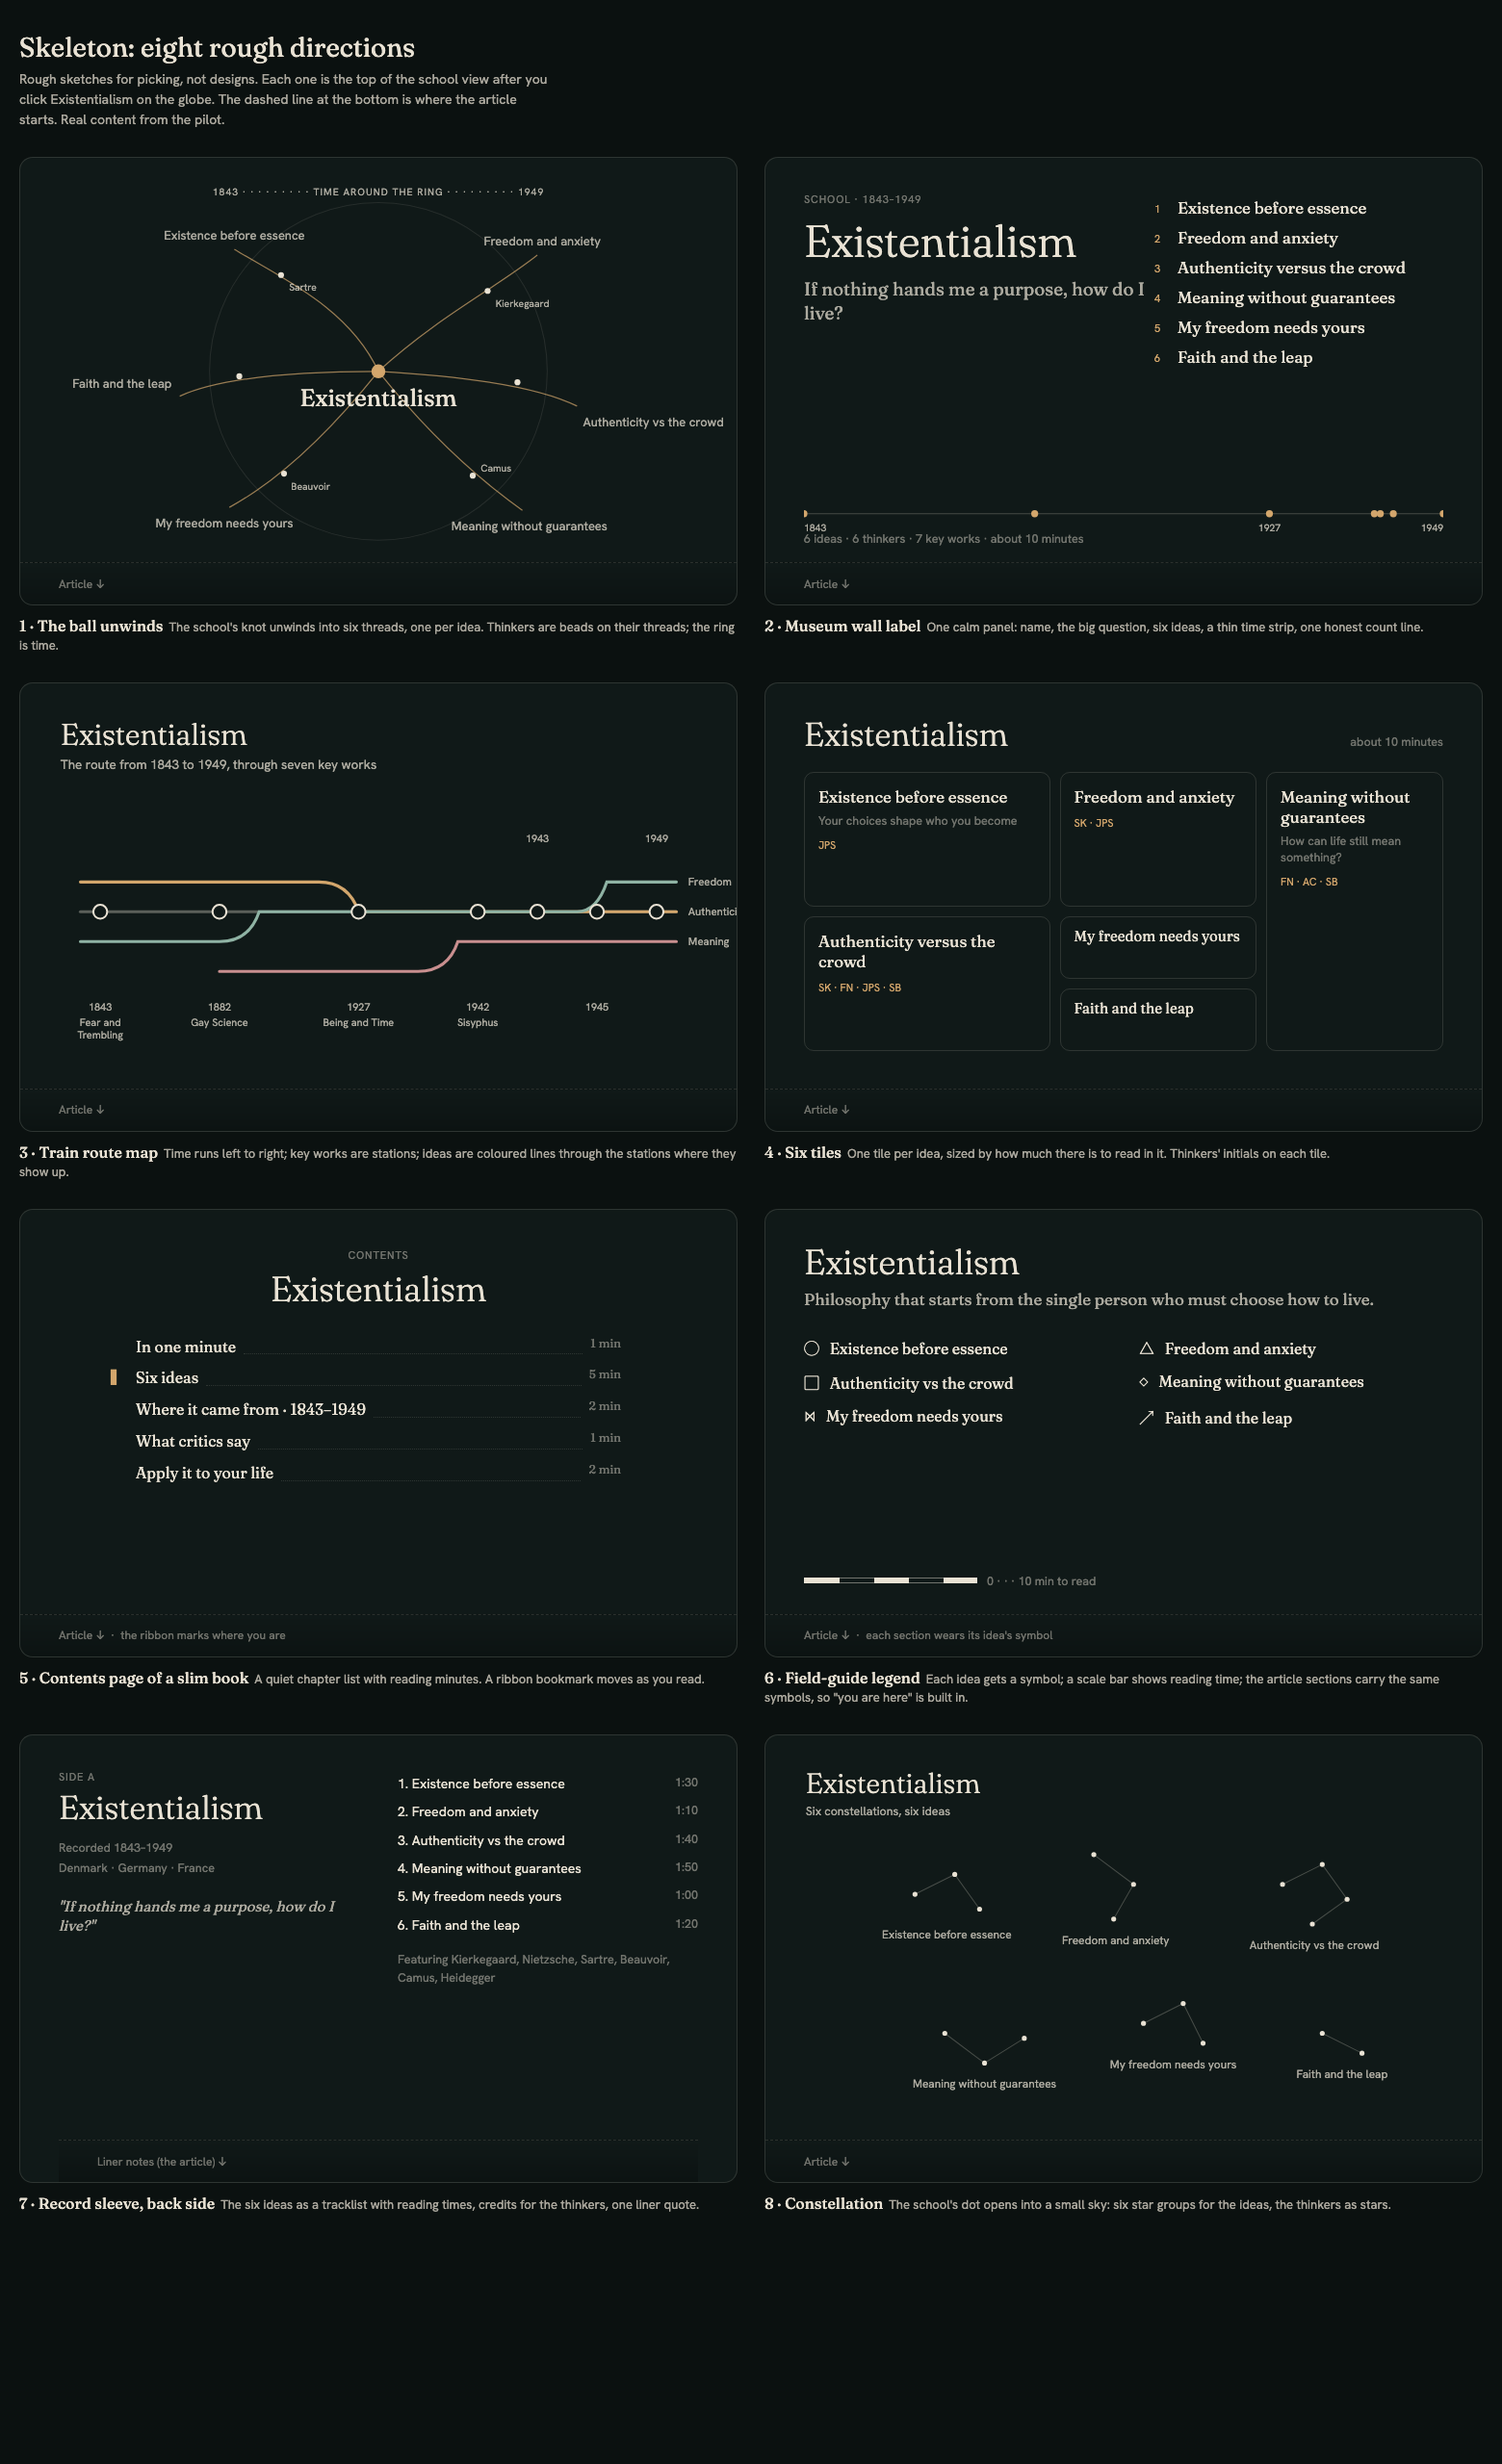 Skeleton: eight rough directions
Rough sketches for picking, not designs. Each one is the top of the school view after you
click Existentialism on the globe. The dashed line at the bottom is where the article
starts. Real content from the pilot.
1843 · · · · · · · · · TIME AROUND THE RING · · · · · · · · · 1949
Existence before essence
Freedom and anxiety
Sartre
Kierkegaard
Faith and the leap
Existentialism
Authenticity vs the crowd
Camus
Beauvoir
My freedom needs yours
Meaning without guarantees
Article ↓
1 · The ball unwinds The school's knot unwinds into six threads, one per idea. Thinkers are beads on their threads; the ring
is time.
SCHOOL · 1843–1949
Existentialism
If nothing hands me a purpose, how do I
live?
1 Existence before essence
2 Freedom and anxiety
3 Authenticity versus the crowd
4 Meaning without guarantees
5 My freedom needs yours
6 Faith and the leap
1843
1927
1949
6 ideas · 6 thinkers · 7 key works · about 10 minutes
Article ↓
2 · Museum wall label One calm panel: name, the big question, six ideas, a thin time strip, one honest count line.
Existentialism
The route from 1843 to 1949, through seven key works
1943
1949
Freedom
Authentici
Meaning
1843
Fear and
Trembling
1882
Gay Science
1927
Being and Time
1942
Sisyphus
1945
Article ↓
3 · Train route map Time runs left to right; key works are stations; ideas are coloured lines through the stations where they
show up.
Existentialism
about 10 minutes
Existence before essence
Your choices shape who you become
JPS
Freedom and anxiety
SK · JPS
Meaning without
guarantees
How can life still mean
something?
FN · AC · SB
Authenticity versus the
crowd
SK · FN · JPS · SB
My freedom needs yours
Faith and the leap
Article ↓
4 · Six tiles One tile per idea, sized by how much there is to read in it. Thinkers' initials on each tile.
CONTENTS
Existentialism
In one minute 1 min
Six ideas 5 min
Where it came from · 1843–1949 2 min
What critics say 1 min
Apply it to your life 2 min
Article ↓ · the ribbon marks where you are
5 · Contents page of a slim book A quiet chapter list with reading minutes. A ribbon bookmark moves as you read.
Existentialism
Philosophy that starts from the single person who must choose how to live.
Existence before essence
Freedom and anxiety
Authenticity vs the crowd
Meaning without guarantees
My freedom needs yours
Faith and the leap
0 · · · 10 min to read
Article ↓ · each section wears its idea's symbol
6 · Field-guide legend Each idea gets a symbol; a scale bar shows reading time; the article sections carry the same
symbols, so "you are here" is built in.
SIDE A
Existentialism
Recorded 1843–1949
Denmark · Germany · France
"If nothing hands me a purpose, how do I
live?"
1. Existence before essence 1:30
2. Freedom and anxiety 1:10
3. Authenticity vs the crowd 1:40
4. Meaning without guarantees 1:50
5. My freedom needs yours 1:00
6. Faith and the leap 1:20
Featuring Kierkegaard, Nietzsche, Sartre, Beauvoir,
Camus, Heidegger
Liner notes (the article) ↓
7 · Record sleeve, back side The six ideas as a tracklist with reading times, credits for the thinkers, one liner quote.
Existentialism
Six constellations, six ideas
Existence before essence
Freedom and anxiety
Authenticity vs the crowd
Meaning without guarantees
My freedom needs yours
Faith and the leap
Article ↓
8 · Constellation The school's dot opens into a small sky: six star groups for the ideas, the thinkers as stars.